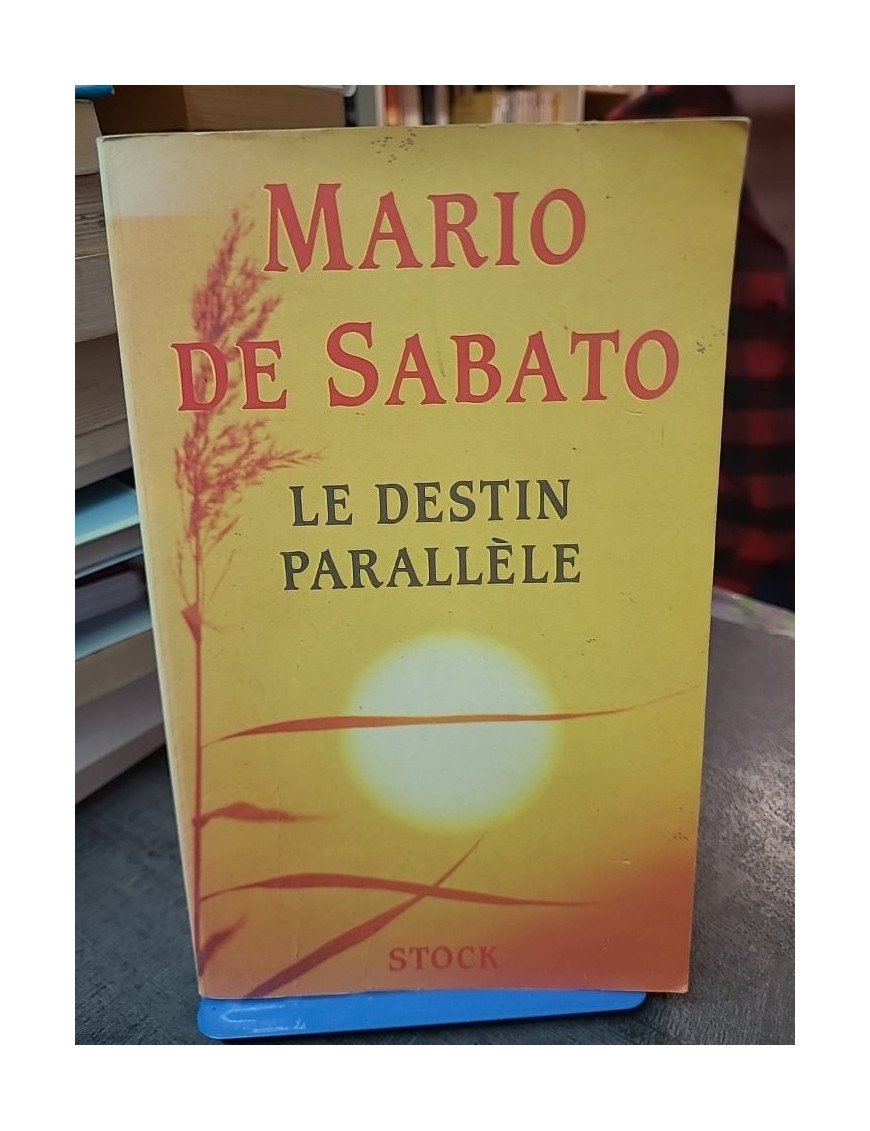 MARIO
DE SABATO
LE DESTIN
PARALLÈLE
STOCK